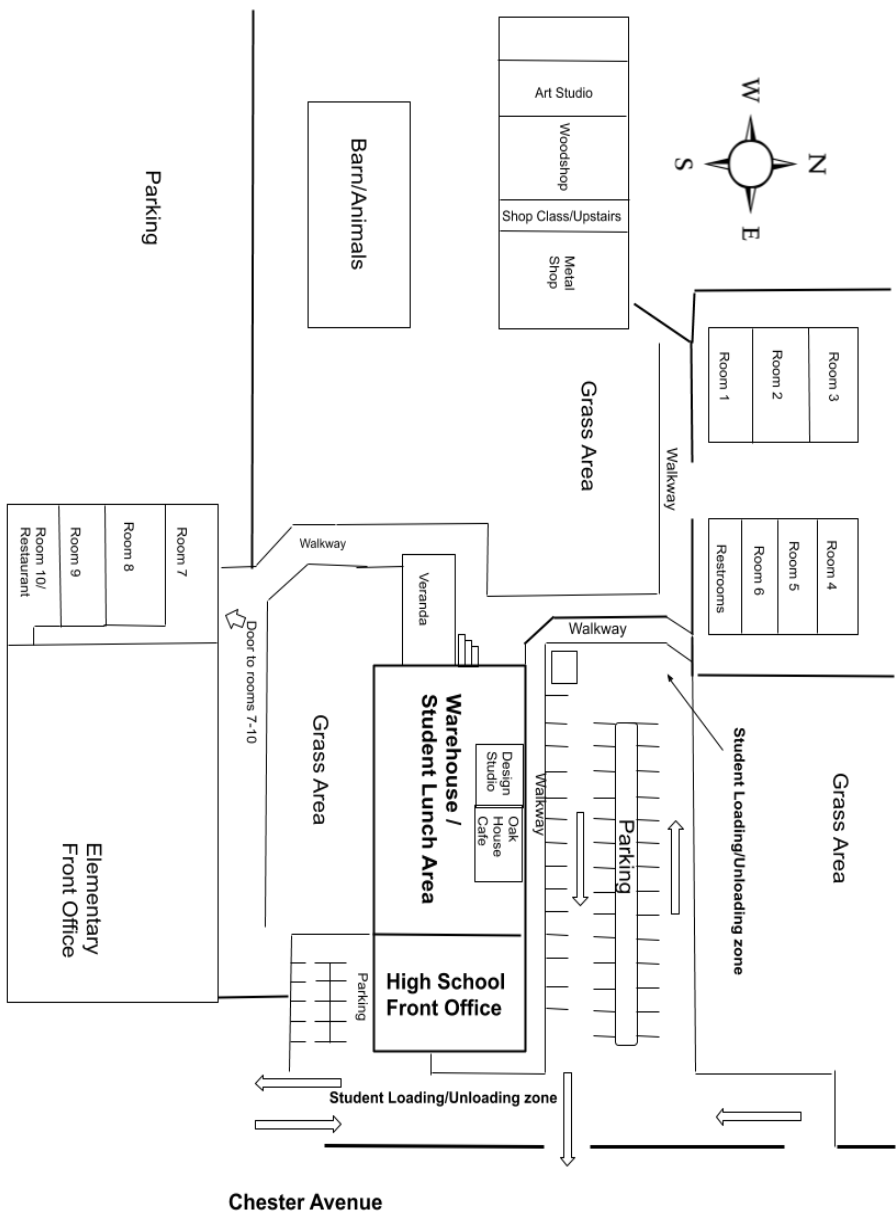 Art Studio
Woodshop
Shop Class/Upstairs
Metal
Shop
Barn/Animals
Parking
W
N
S
E
Room 1
Room 2
Room 3
Grass Area
Walkway
Room 10/
Restaurant
Room 9
Room 8
Room 7
Restrooms
Room 6
Room 5
Room 4
Walkway
Veranda
Walkway
Door to rooms 7-10
Grass Area
Warehouse /
Student Lunch Area
Design
Studio
Oak
House
Cafe
Walkway
Parking
Student Loading/Unloading zone
Grass Area
Elementary
Front Office
Parking
High School
Front Office
Student Loading/Unloading zone
Chester Avenue